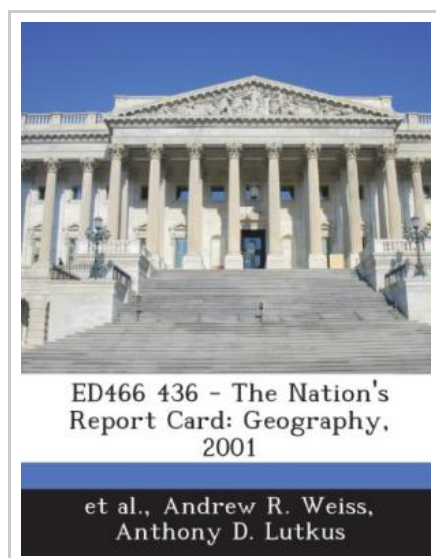 ED466 436 - The Nation's
Report Card: Geography,
2001
et al., Andrew R. Weiss,
Anthony D. Lutkus